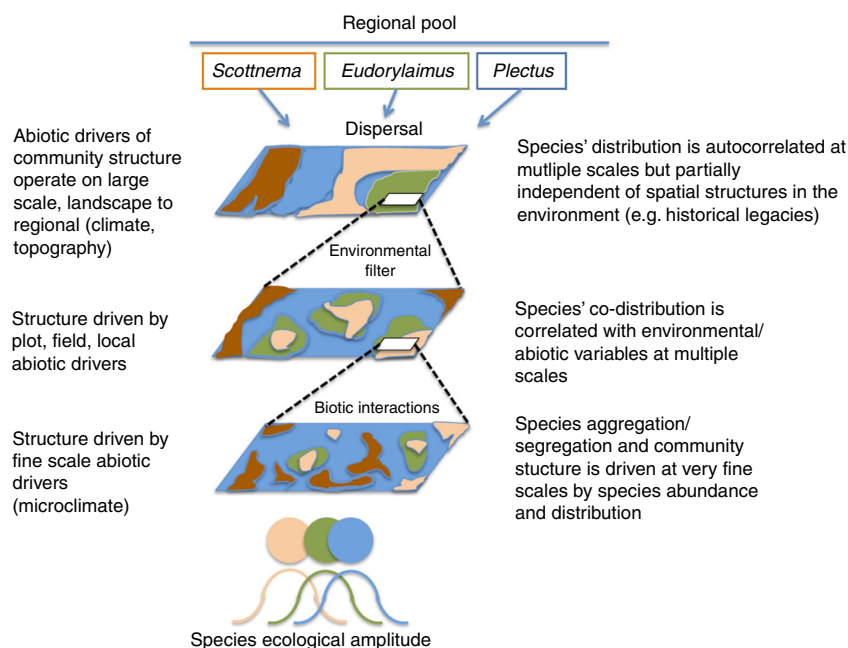 Regional pool
Scottnema
Eudorylaimus
Plectus
Dispersal
Abiotic drivers of
community structure
operate on large
scale, landscape to
regional (climate,
topography)
Species' distribution is autocorrelated at
mutliple scales but partially
independent of spatial structures in the
environment (e.g. historical legacies)
Environmental
filter
Structure driven by
plot, field, local
abiotic drivers
Species' co-distribution is
correlated with environmental/
abiotic variables at multiple
scales
Biotic interactions
Structure driven by
fine scale abiotic
drivers
(microclimate)
Species aggregation/
segregation and community
stucture is driven at very fine
scales by species abundance
and distribution
Species ecological amplitude